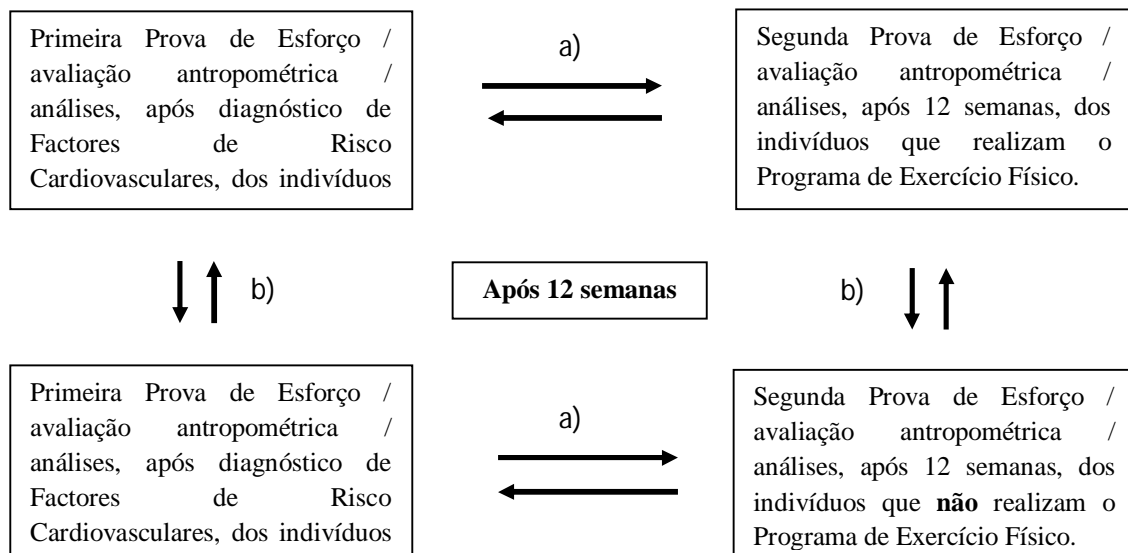 Primeira Prova de Esforço /
avaliação antropométrica /
análises, após diagnóstico de
Factores de Risco
Cardiovasculares, dos indivíduos
a)
Segunda Prova de Esforço /
avaliação antropométrica /
análises, após 12 semanas, dos
indivíduos que realizam o
Programa de Exercício Físico.
b)
Após 12 semanas
b)
Primeira Prova de Esforço /
avaliação antropométrica /
análises, após diagnóstico de
Factores de Risco
Cardiovasculares, dos indivíduos
a)
Segunda Prova de Esforço /
avaliação antropométrica /
análises, após 12 semanas, dos
indivíduos que não realizam o
Programa de Exercício Físico.